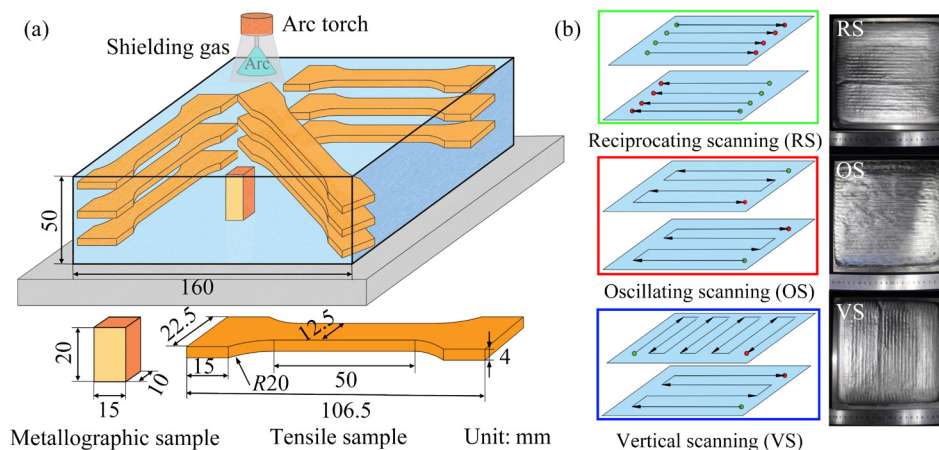 (a)
Arc torch
Shielding gas
Arc
50
160
22.5
12.5
20
15
10
15
R20
50
4
106.5
Metallographic sample
Tensile sample
Unit: mm
(b)
RS
Reciprocating scanning (RS)
OS
Oscillating scanning (OS)
VS
Vertical scanning (VS)